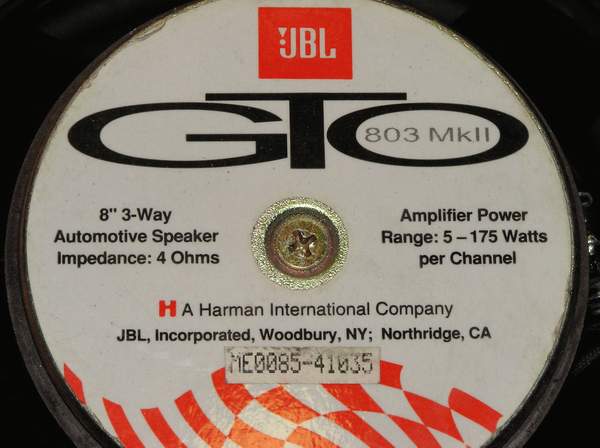 JBL
GTO
803 MkII
8" 3-Way
Automotive Speaker
Impedance: 4 Ohms
Amplifier Power
Range: 5 – 175 Watts
per Channel
H A Harman International Company
JBL, Incorporated, Woodbury, NY; Northridge, CA
ME0085-41035